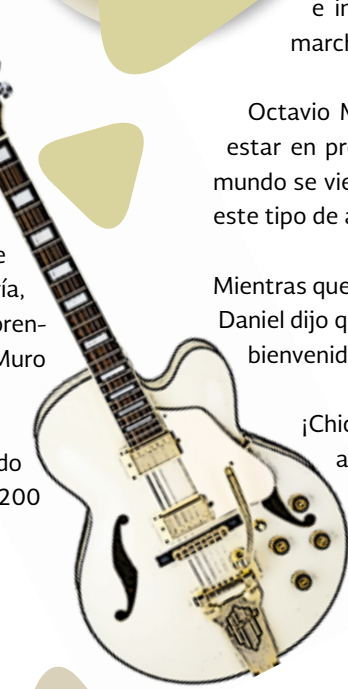 e
ía,
pren-
Muro
do
200
e in
march
Octavio M
estar en pr
mundo se vie
este tipo de a
Mientras que
Daniel dijo q
bienvenid
¡Chic
a